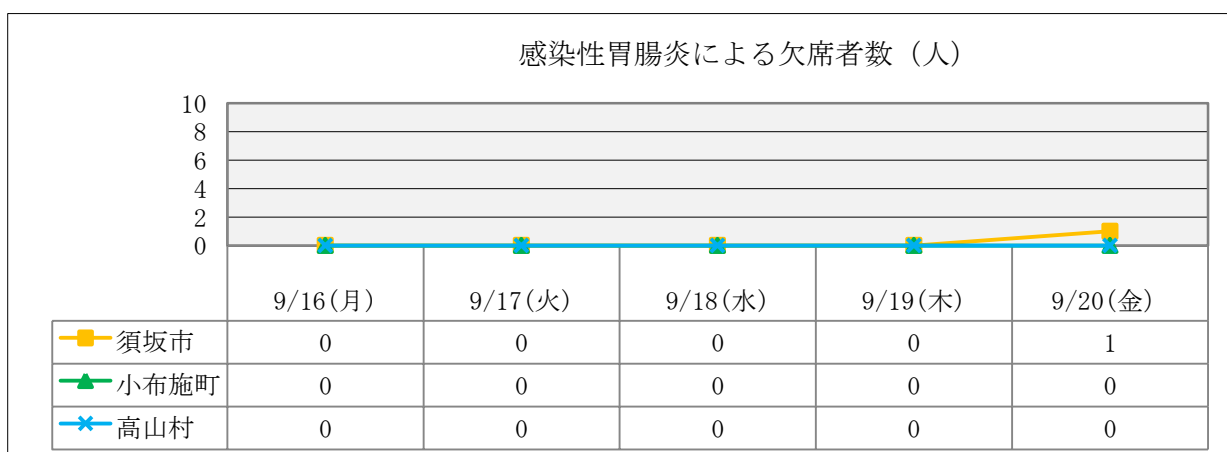 感染性胃腸炎による欠席者数（人）
10
8
6
4
2
0
9/16(月) 9/17(火) 9/18(水) 9/19(木) 9/20(金)
須坂市 0 0 0 0 1
小布施町 0 0 0 0 0
高山村 0 0 0 0 0